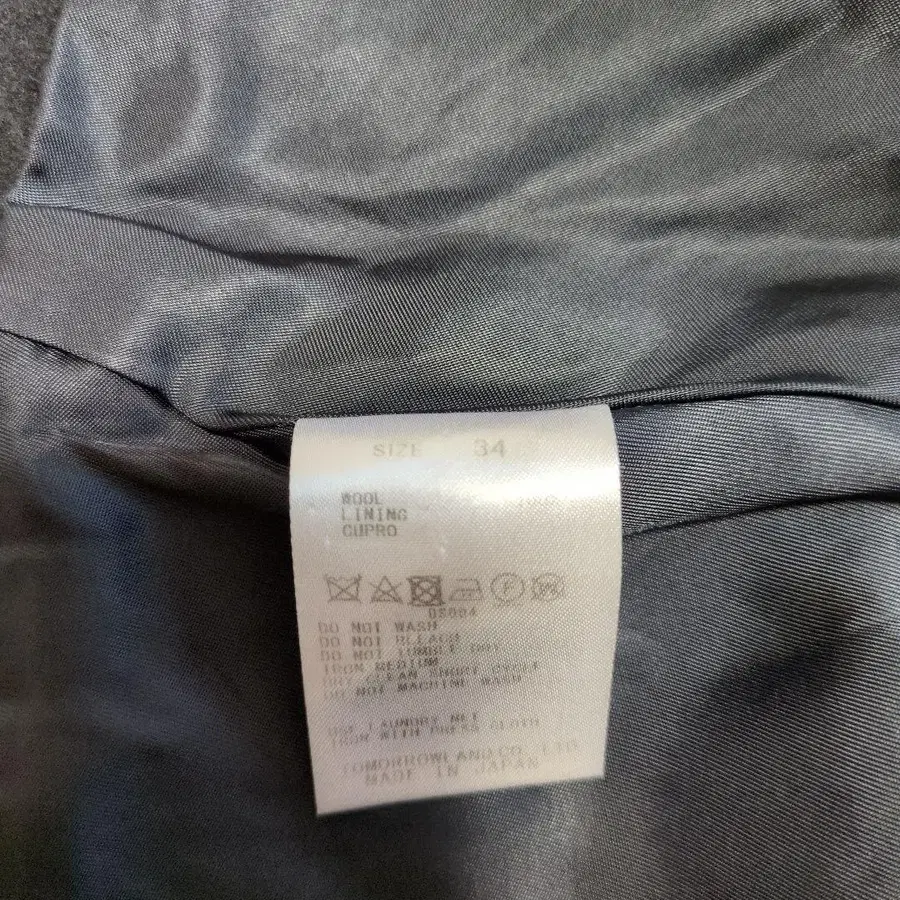 SIZE 34
WOOL
LINING
CUPRO
DS004
DO NOT WASH
DO NOT BLEACH
DO NOT TUMBLE DRY
IRON MEDIUM
DRY CLEAN SHORT CYCLE
DO NOT MACHINE WASH
USE LAUNDRY NET
IRON WITH PRESS CLOTH
TOMORROWLAND CO., LTD
MADE IN JAPAN